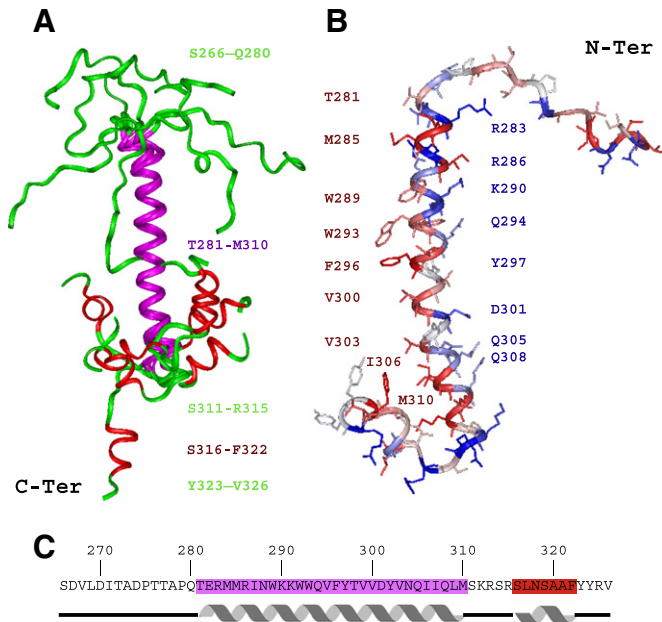 A
S266–Q280
T281-M310
S311-R315
S316-F322
C-Ter
Y323–V326
B
N-Ter
T281
R283
M285
R286
K290
W289
Q294
W293
Y297
F296
V300
D301
V303
Q305
I306
Q308
M310
C
270 280 290 300 310 320
SDVLDITADPTTAPQTERMMRINWKKWWQVFYTVVDYVNQIIQLMSKRSRSLNSAAFYYRV